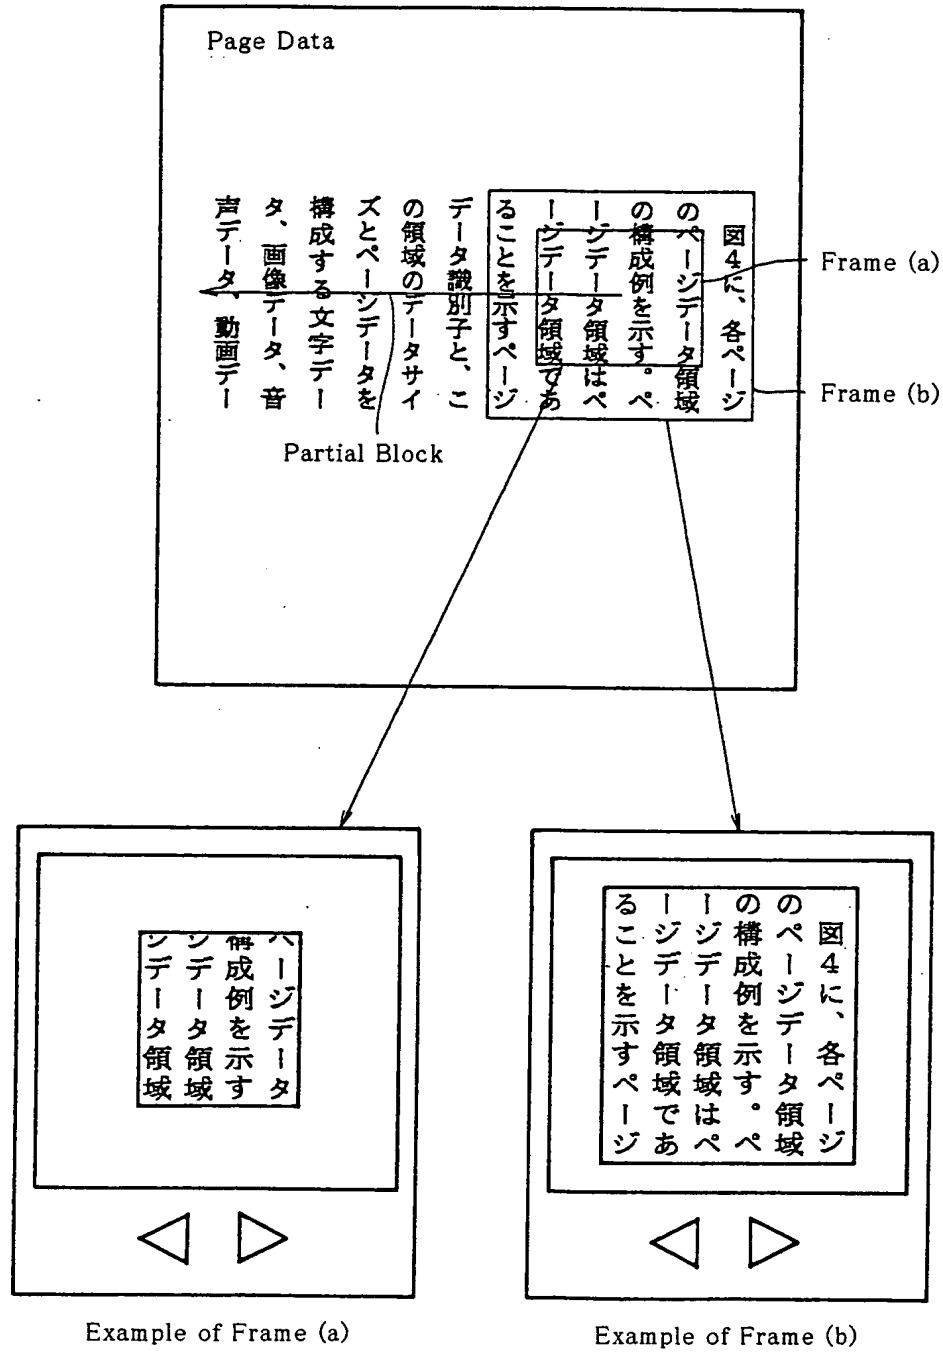 Page Data
図4に、各ページ
のページデータ領域
の構成例を示す。ペ
ージデータ領域はペ
ージデータ領域であ
ることを示すページ
データ識別子と、こ
の領域のデータサイ
ズとページデータを
構成する文字デー
タ、画像データ、音
声データ、動画デー
Frame (a)
Frame (b)
Partial Block
ページデータ
構成例を示す
ジデータ領域
ジデータ領域
Example of Frame (a)
図4に、各ページ
のページデータ領域
の構成例を示す。ペ
ージデータ領域はペ
ージデータ領域であ
ることを示すページ
Example of Frame (b)